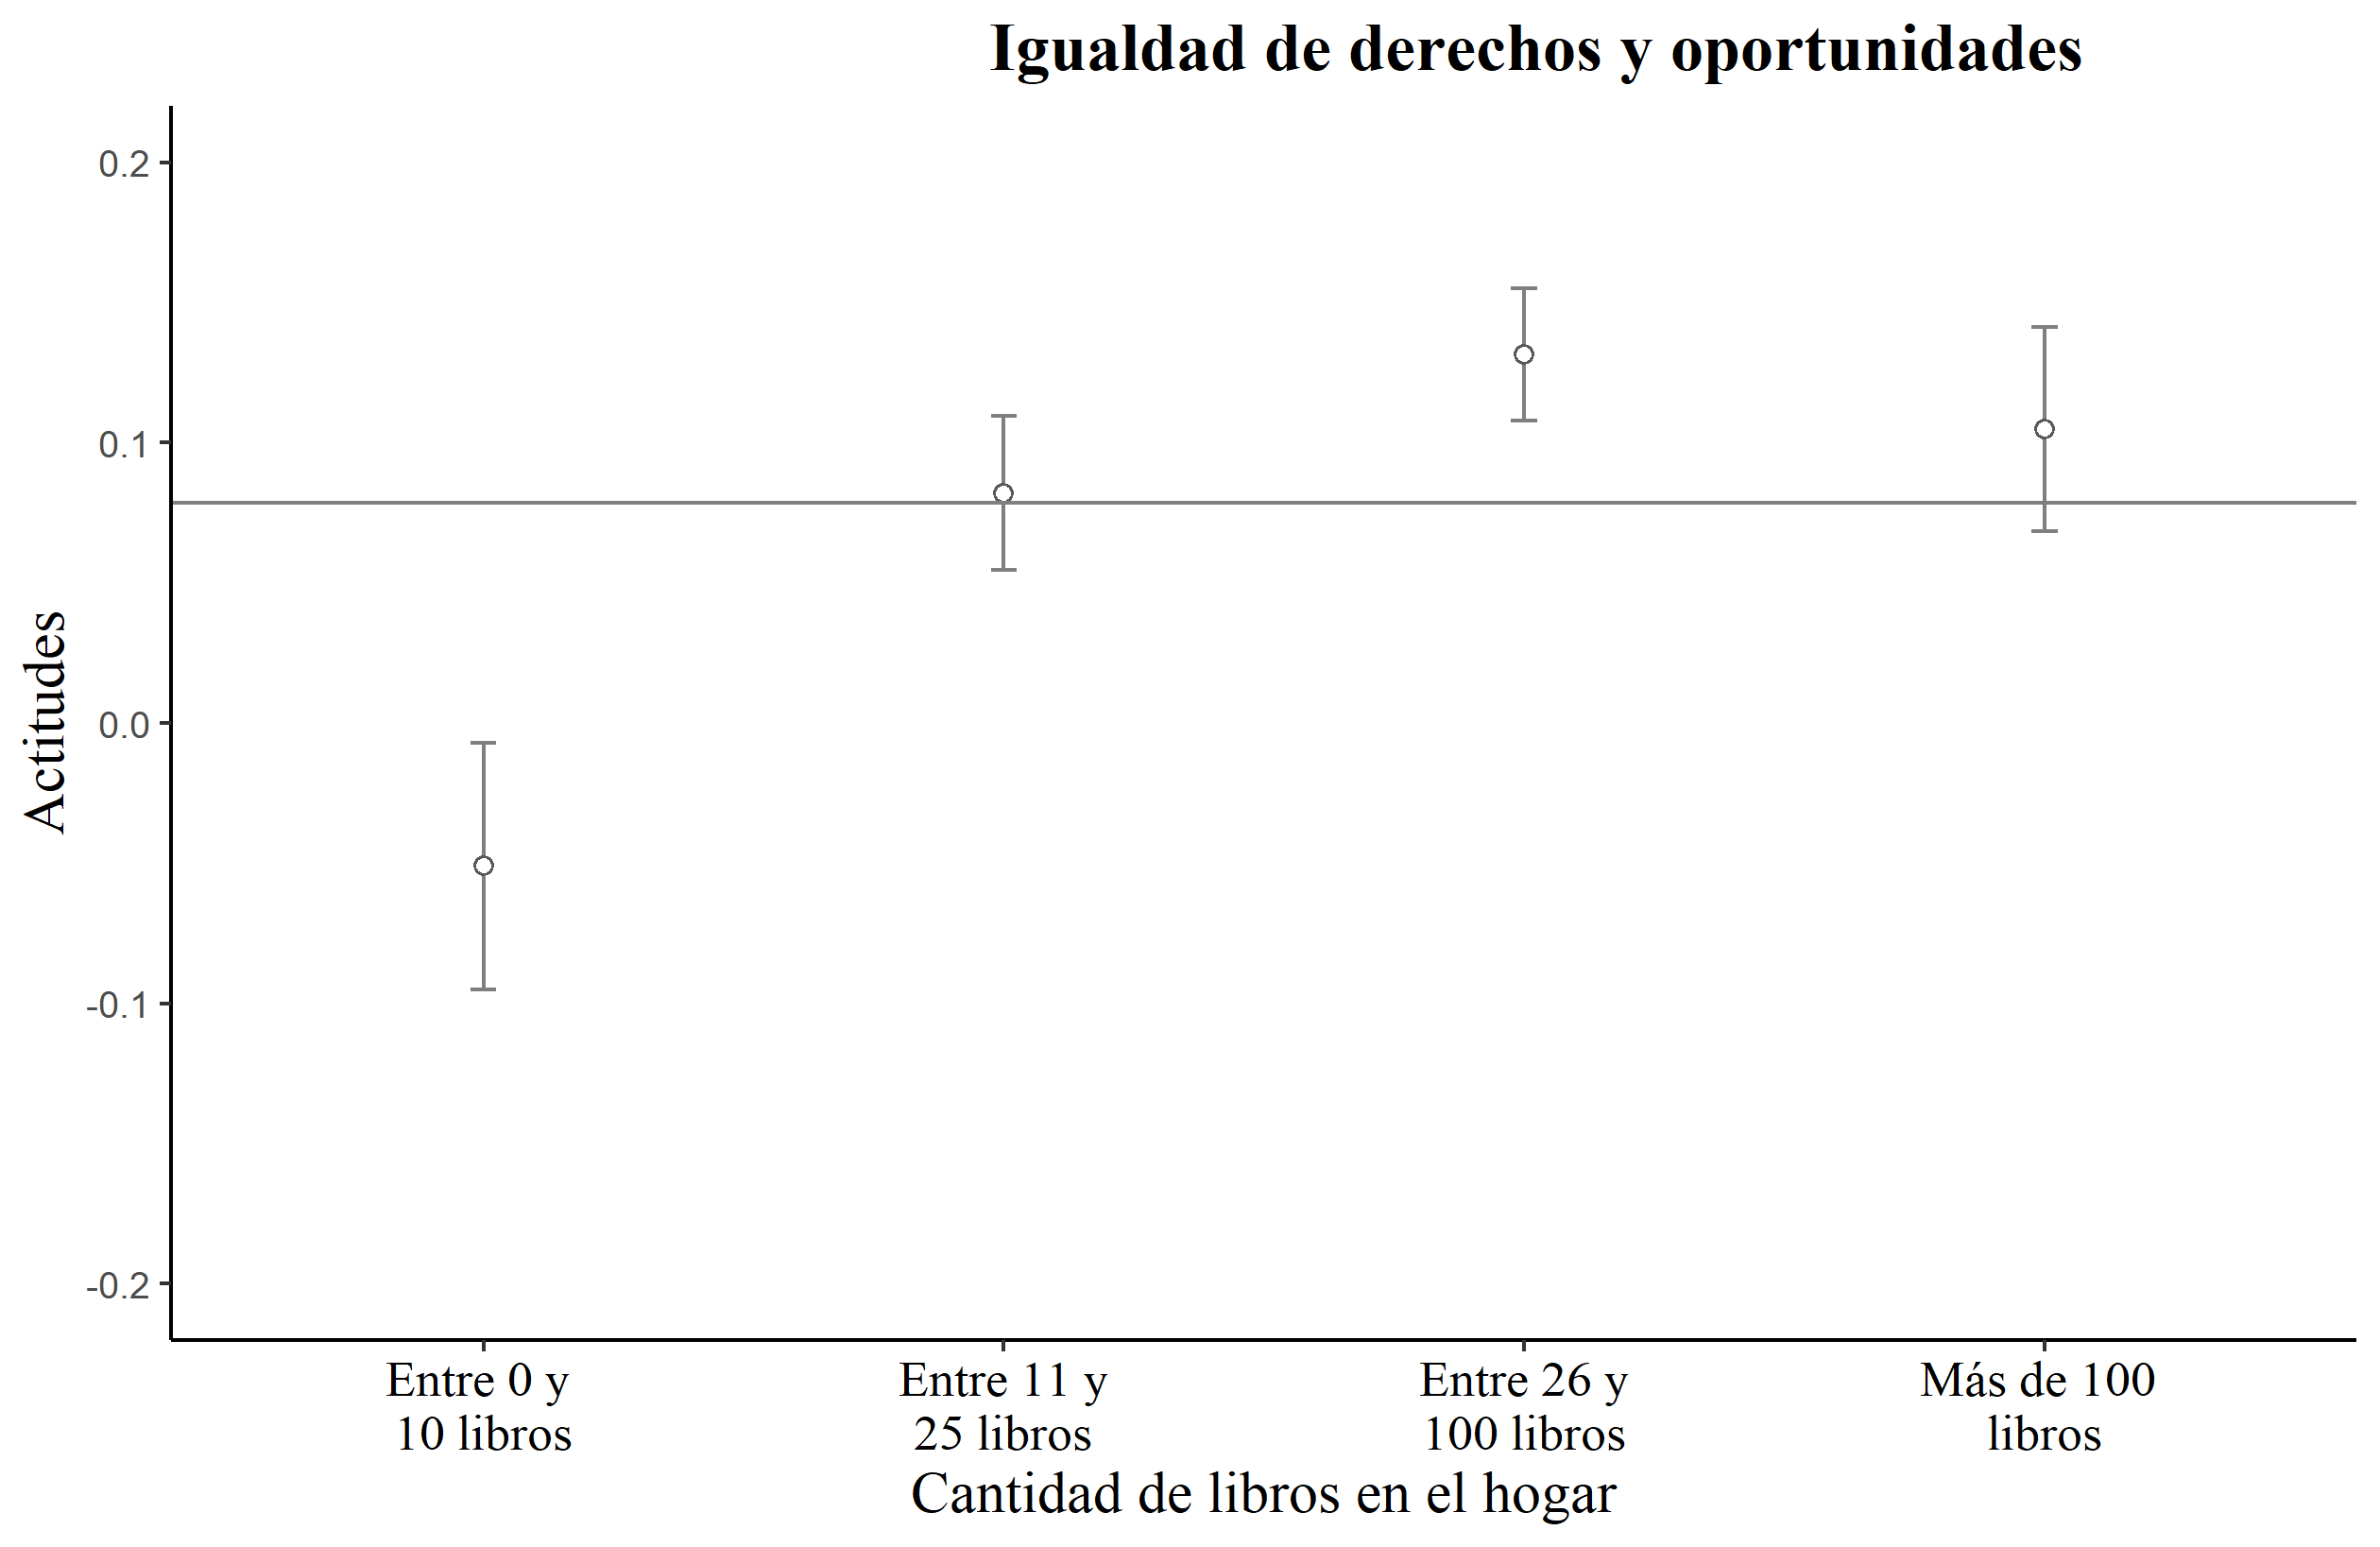 Igualdad de derechos y oportunidades
Actitudes
0.2
0.1
0.0
-0.1
-0.2
Entre 0 y
10 libros
Entre 11 y
25 libros
Entre 26 y
100 libros
Más de 100
libros
Cantidad de libros en el hogar